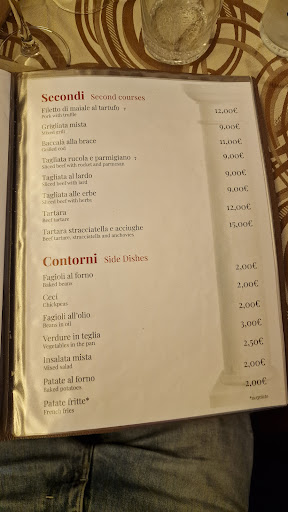 Secondi Second courses
Filetto di maiale al tartufo 12,00€
Pork with truffle
Grigliata mista 9,00€
Mixed grill
Baccalà alla brace 11,00€
Grilled cod
Tagliata rucola e parmigiano 9,00€
Sliced beef with rocket and parmesan
Tagliata al lardo 9,00€
Sliced beef with lard
Tagliata alle erbe 9,00€
Sliced beef with herbs
Tartara 12,00€
Beef tartare
Tartara stracciatella e acciughe 15,00€
Beef tartare, stracciatella and anchovies
Contorni Side Dishes
Fagioli al forno 2,00€
Baked beans
Ceci 2,00€
Chickpeas
Fagioli all'olio 2,00€
Beans in oil
Verdure in teglia 3,00€
Vegetables in the pan
Insalata mista 2,50€
Mixed salad
Patate al forno 2,00€
Baked potatoes
Patate fritte* 2,00€
French fries